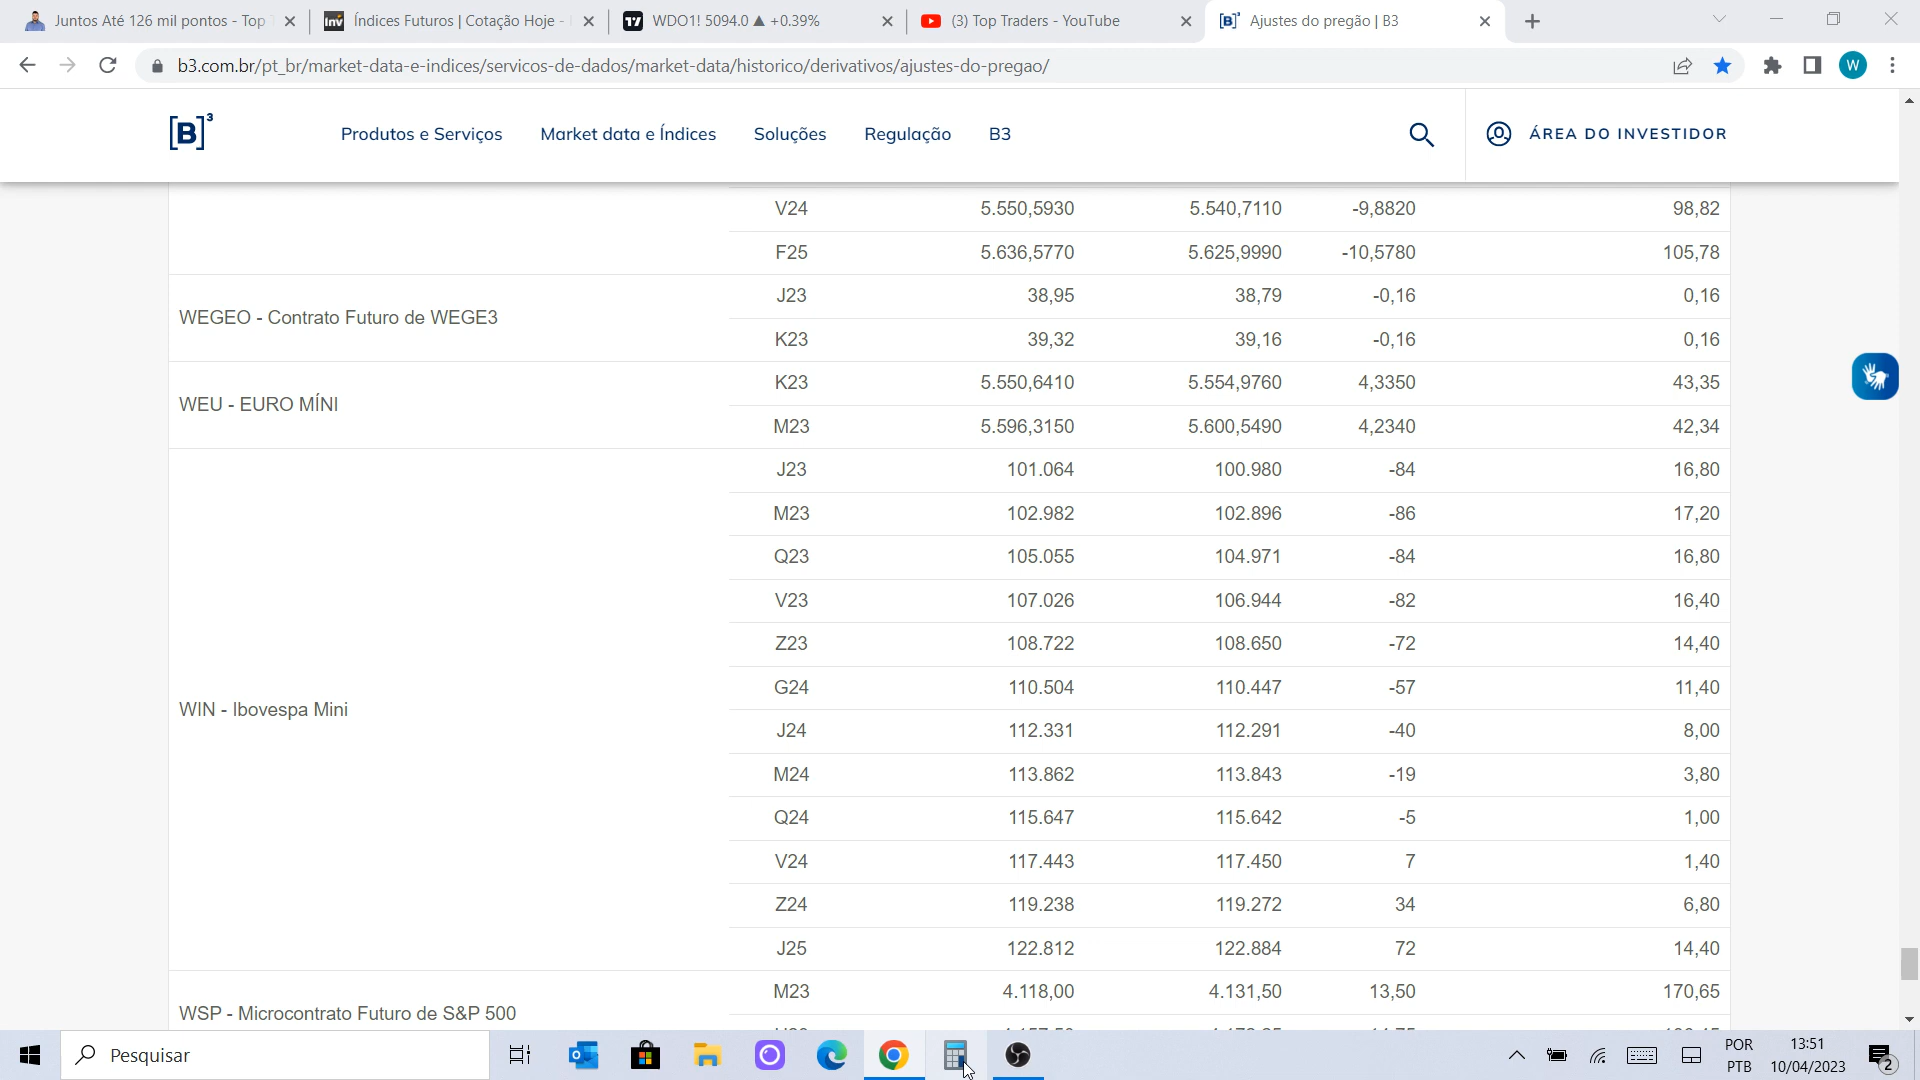 Juntos Até 126 mil pontos - Top T
Índices Futuros | Cotação Hoje -
WDO1! 5094.0 ▲ +0.39%
(3) Top Traders - YouTube
Ajustes do pregão | B3
b3.com.br/pt_br/market-data-e-indices/servicos-de-dados/market-data/historico/derivativos/ajustes-do-pregao/
W
[B]³ Produtos e Serviços Market data e Índices Soluções Regulação B3 ÁREA DO INVESTIDOR
V24 5.550,5930 5.540,7110 -9,8820 98,82
F25 5.636,5770 5.625,9990 -10,5780 105,78
WEGEO - Contrato Futuro de WEGE3
J23 38,95 38,79 -0,16 0,16
K23 39,32 39,16 -0,16 0,16
WEU - EURO MÍNI
K23 5.550,6410 5.554,9760 4,3350 43,35
M23 5.596,3150 5.600,5490 4,2340 42,34
WIN - Ibovespa Mini
J23 101.064 100.980 -84 16,80
M23 102.982 102.896 -86 17,20
Q23 105.055 104.971 -84 16,80
V23 107.026 106.944 -82 16,40
Z23 108.722 108.650 -72 14,40
G24 110.504 110.447 -57 11,40
J24 112.331 112.291 -40 8,00
M24 113.862 113.843 -19 3,80
Q24 115.647 115.642 -5 1,00
V24 117.443 117.450 7 1,40
Z24 119.238 119.272 34 6,80
J25 122.812 122.884 72 14,40
WSP - Microcontrato Futuro de S&P 500
M23 4.118,00 4.131,50 13,50 170,65
Pesquisar
POR
PTB
13:51
10/04/2023
2